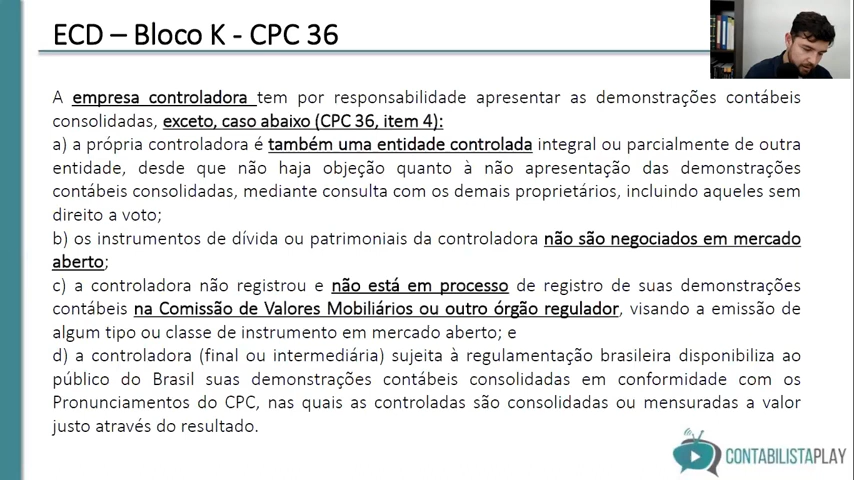 ECD – Bloco K - CPC 36
A empresa controladora tem por responsabilidade apresentar as demonstrações contábeis
consolidadas, exceto, caso abaixo (CPC 36, item 4):
a) a própria controladora é também uma entidade controlada integral ou parcialmente de outra
entidade, desde que não haja objeção quanto à não apresentação das demonstrações
contábeis consolidadas, mediante consulta com os demais proprietários, incluindo aqueles sem
direito a voto;
b) os instrumentos de dívida ou patrimoniais da controladora não são negociados em mercado
aberto;
c) a controladora não registrou e não está em processo de registro de suas demonstrações
contábeis na Comissão de Valores Mobiliários ou outro órgão regulador, visando a emissão de
algum tipo ou classe de instrumento em mercado aberto; e
d) a controladora (final ou intermediária) sujeita à regulamentação brasileira disponibiliza ao
público do Brasil suas demonstrações contábeis consolidadas em conformidade com os
Pronunciamentos do CPC, nas quais as controladas são consolidadas ou mensuradas a valor
justo através do resultado.
CONTABILISTAPLAY